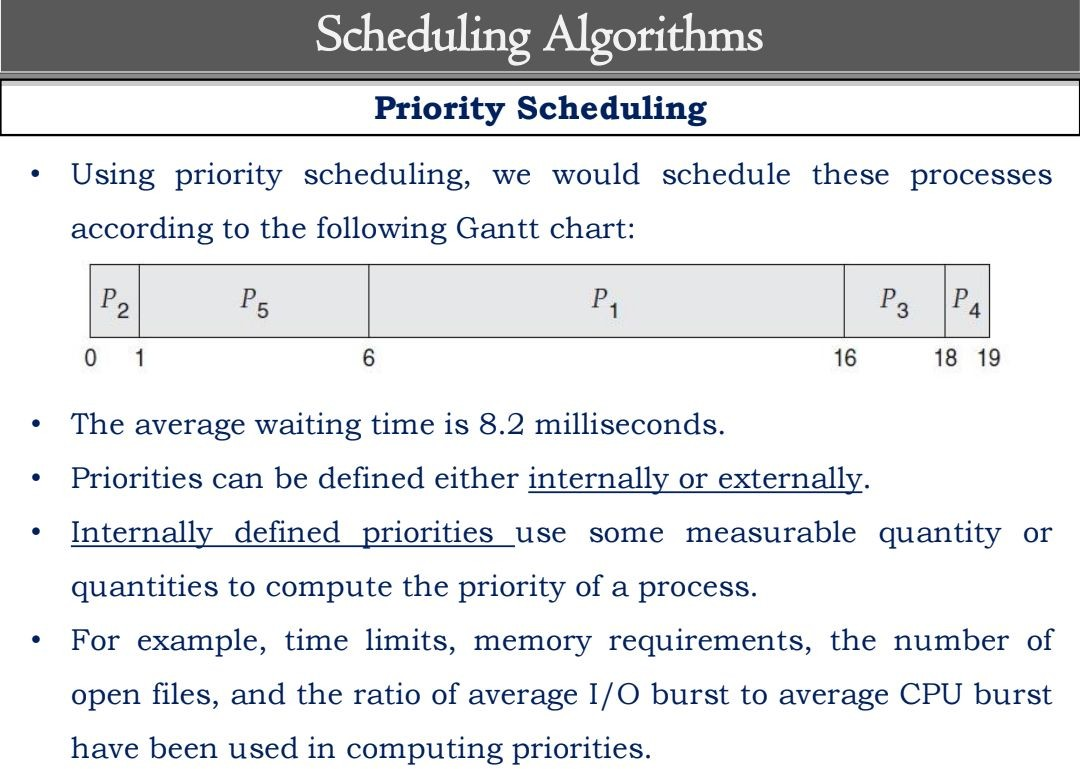 Scheduling Algorithms
Priority Scheduling
• Using priority scheduling, we would schedule these processes
according to the following Gantt chart:
P2 P5 P1 P3 P4
0 1 6 16 18 19
• The average waiting time is 8.2 milliseconds.
• Priorities can be defined either internally or externally.
• Internally defined priorities use some measurable quantity or
quantities to compute the priority of a process.
• For example, time limits, memory requirements, the number of
open files, and the ratio of average I/O burst to average CPU burst
have been used in computing priorities.